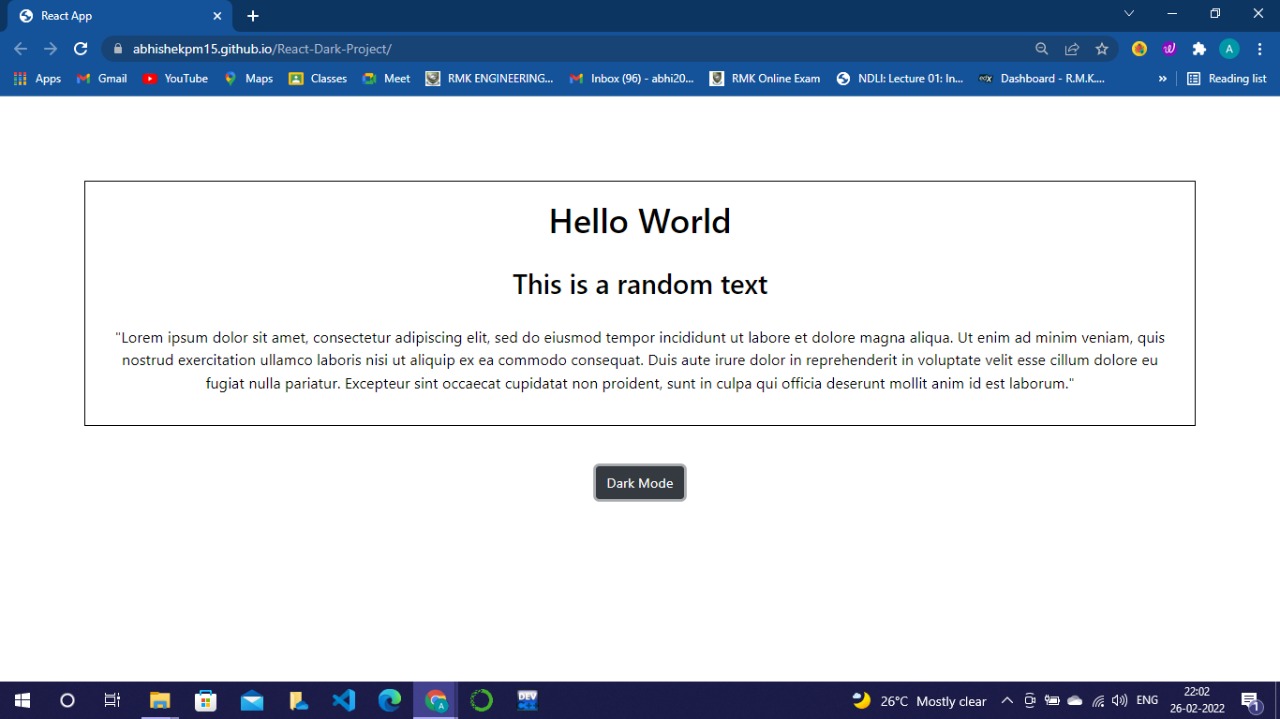 React App
abhishekpm15.github.io/React-Dark-Project/
A
Apps Gmail YouTube Maps Classes Meet RMK ENGINEERING... Inbox (96) - abhi20... RMK Online Exam NDLI: Lecture 01: In... edX Dashboard - R.M.K.... » Reading list
Hello World
This is a random text
"Lorem ipsum dolor sit amet, consectetur adipiscing elit, sed do eiusmod tempor incididunt ut labore et dolore magna aliqua. Ut enim ad minim veniam, quis
nostrud exercitation ullamco laboris nisi ut aliquip ex ea commodo consequat. Duis aute irure dolor in reprehenderit in voluptate velit esse cillum dolore eu
fugiat nulla pariatur. Excepteur sint occaecat cupidatat non proident, sunt in culpa qui officia deserunt mollit anim id est laborum."
Dark Mode
A DEV 26°C Mostly clear ENG 22:02
26-02-2022 1